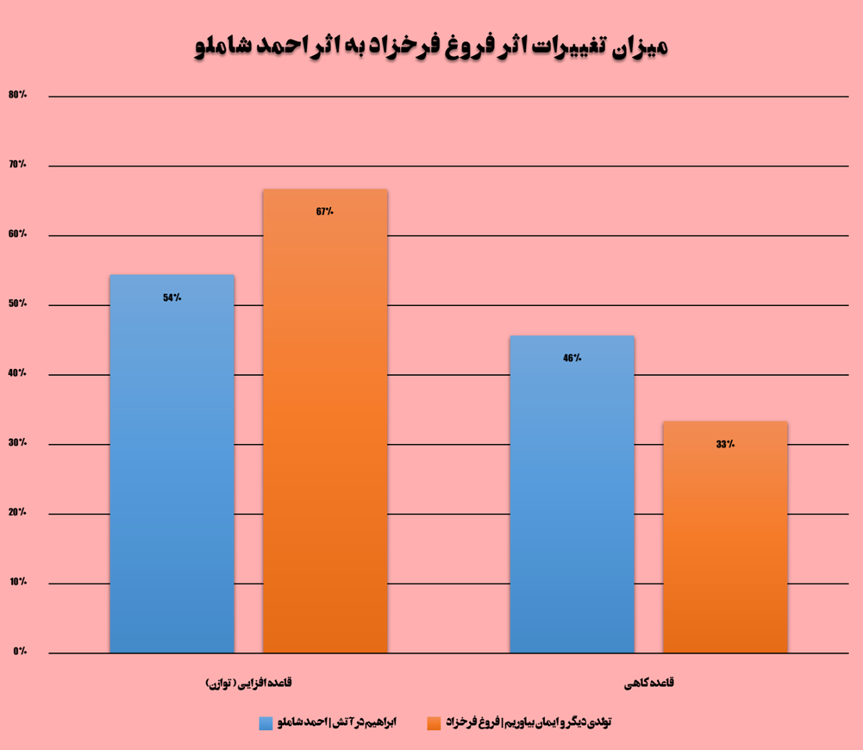 میزان تغییرات اثر فروغ فرخزاد به اثر احمد شاملو
80%
70%
60%
50%
40%
30%
20%
10%
0%
54%
67%
46%
33%
قاعده افزایی ( توازن)
قاعده کاهی
ابراهیم در آتش | احمد شاملو
تولدی دیگر و ایمان بیاوریم | فروغ فرخزاد